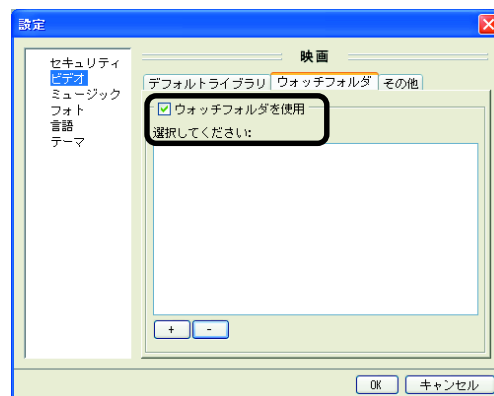 設定
セキュリティ
ビデオ
ミュージック
フォト
言語
テーマ
映画
デフォルトライブラリ ウォッチフォルダ その他
ウォッチフォルダを使用
選択してください:
+ -
OK キャンセル